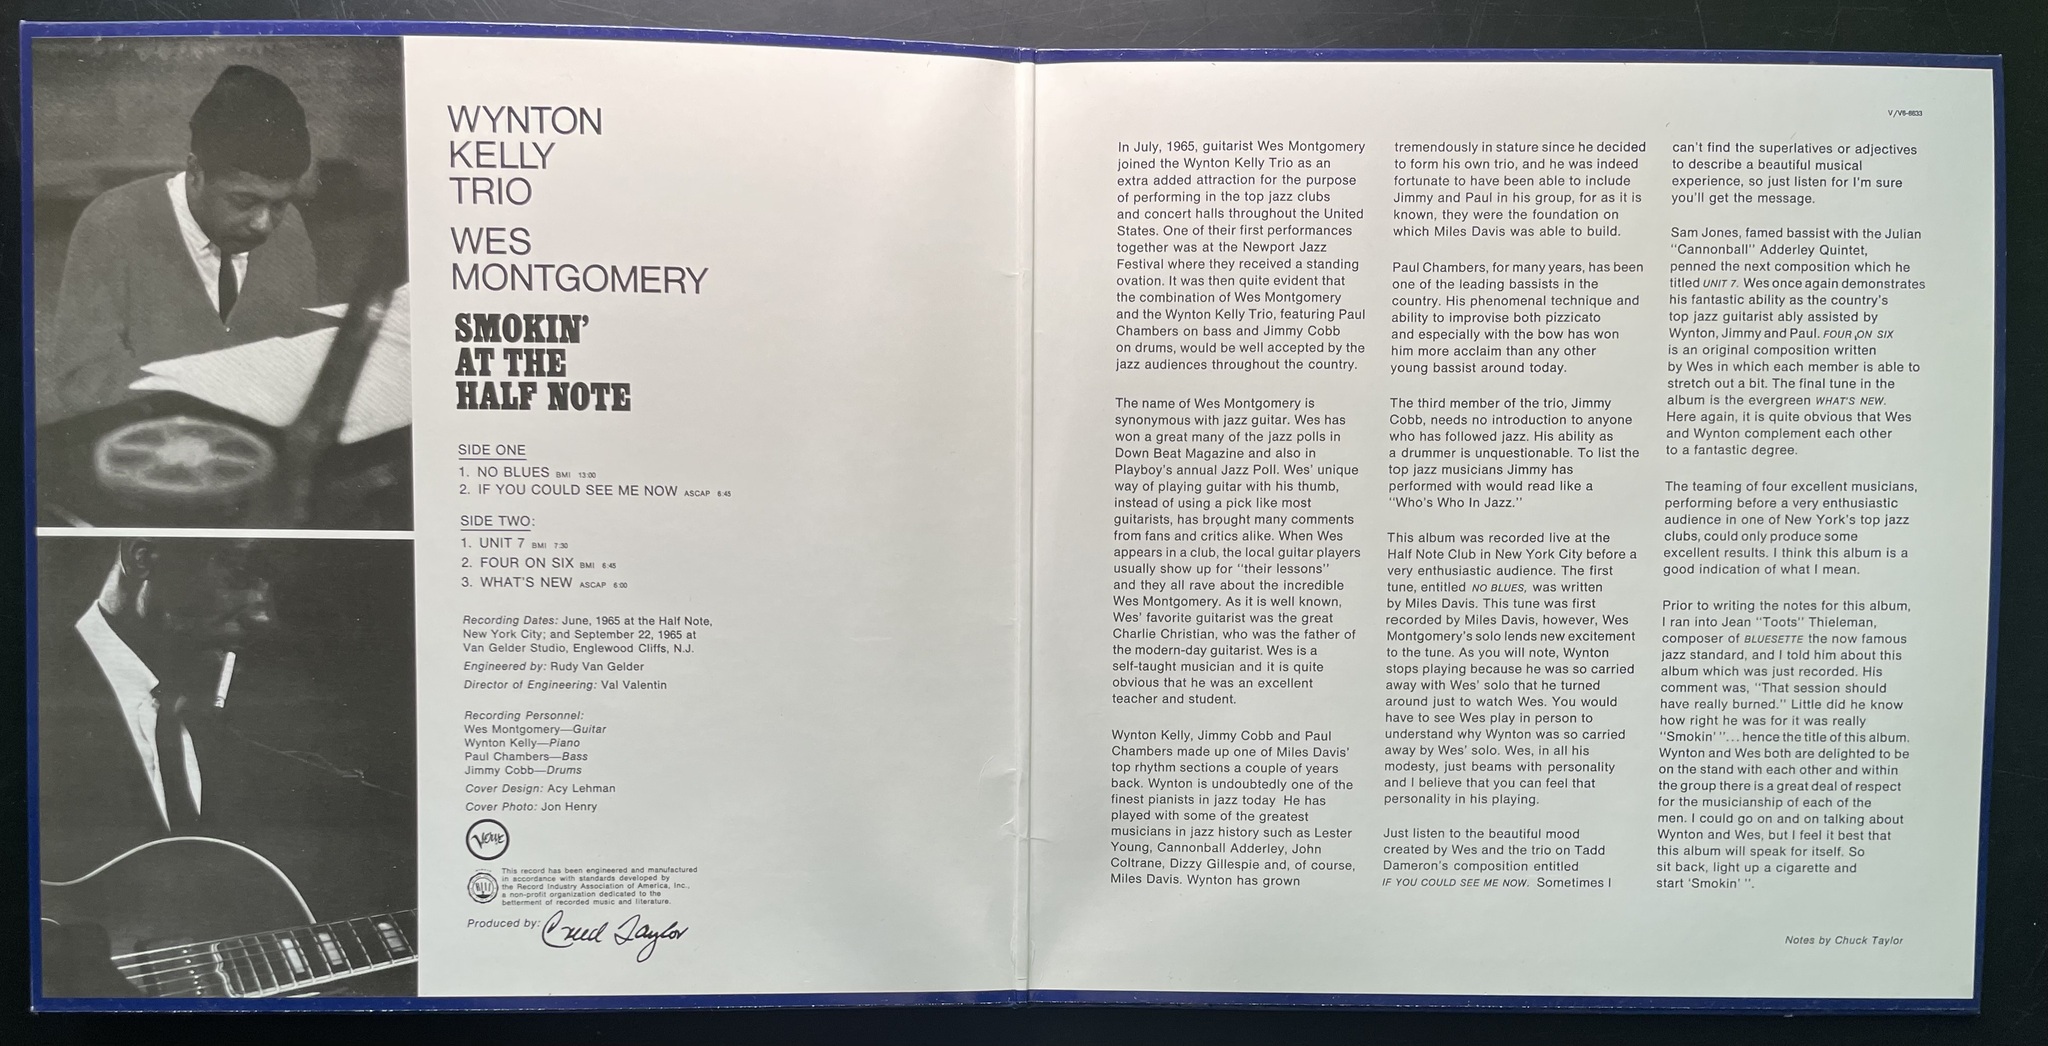 WYNTON
KELLY
TRIO
WES
MONTGOMERY
SMOKIN'
AT THE
HALF NOTE
SIDE ONE
1. NO BLUES BMI 13:00
2. IF YOU COULD SEE ME NOW ASCAP 6:45
SIDE TWO:
1. UNIT 7 BMI 7:30
2. FOUR ON SIX BMI 6:45
3. WHAT'S NEW ASCAP 6:00
Recording Dates: June, 1965 at the Half Note,
New York City; and September 22, 1965 at
Van Gelder Studio, Englewood Cliffs, N.J.
Engineered by: Rudy Van Gelder
Director of Engineering: Val Valentin
Recording Personnel:
Wes Montgomery—Guitar
Wynton Kelly—Piano
Paul Chambers—Bass
Jimmy Cobb—Drums
Cover Design: Acy Lehman
Cover Photo: Jon Henry
Verve
This record has been engineered and manufactured
in accordance with standards developed by
the Record Industry Association of America, Inc.,
a non-profit organization dedicated to the
betterment of recorded music and literature.
Produced by: Creed Taylor
V/V6-8633
In July, 1965, guitarist Wes Montgomery
joined the Wynton Kelly Trio as an
extra added attraction for the purpose
of performing in the top jazz clubs
and concert halls throughout the United
States. One of their first performances
together was at the Newport Jazz
Festival where they received a standing
ovation. It was then quite evident that
the combination of Wes Montgomery
and the Wynton Kelly Trio, featuring Paul
Chambers on bass and Jimmy Cobb
on drums, would be well accepted by the
jazz audiences throughout the country.
The name of Wes Montgomery is
synonymous with jazz guitar. Wes has
won a great many of the jazz polls in
Down Beat Magazine and also in
Playboy's annual Jazz Poll. Wes' unique
way of playing guitar with his thumb,
instead of using a pick like most
guitarists, has brought many comments
from fans and critics alike. When Wes
appears in a club, the local guitar players
usually show up for "their lessons"
and they all rave about the incredible
Wes Montgomery. As it is well known,
Wes' favorite guitarist was the great
Charlie Christian, who was the father of
the modern-day guitarist. Wes is a
self-taught musician and it is quite
obvious that he was an excellent
teacher and student.
Wynton Kelly, Jimmy Cobb and Paul
Chambers made up one of Miles Davis'
top rhythm sections a couple of years
back. Wynton is undoubtedly one of the
finest pianists in jazz today He has
played with some of the greatest
musicians in jazz history such as Lester
Young, Cannonball Adderley, John
Coltrane, Dizzy Gillespie and, of course,
Miles Davis. Wynton has grown
tremendously in stature since he decided
to form his own trio, and he was indeed
fortunate to have been able to include
Jimmy and Paul in his group, for as it is
known, they were the foundation on
which Miles Davis was able to build.
Paul Chambers, for many years, has been
one of the leading bassists in the
country. His phenomenal technique and
ability to improvise both pizzicato
and especially with the bow has won
him more acclaim than any other
young bassist around today.
The third member of the trio, Jimmy
Cobb, needs no introduction to anyone
who has followed jazz. His ability as
a drummer is unquestionable. To list the
top jazz musicians Jimmy has
performed with would read like a
"Who's Who In Jazz."
This album was recorded live at the
Half Note Club in New York City before a
very enthusiastic audience. The first
tune, entitled NO BLUES, was written
by Miles Davis. This tune was first
recorded by Miles Davis, however, Wes
Montgomery's solo lends new excitement
to the tune. As you will note, Wynton
stops playing because he was so carried
away with Wes' solo that he turned
around just to watch Wes. You would
have to see Wes play in person to
understand why Wynton was so carried
away by Wes' solo. Wes, in all his
modesty, just beams with personality
and I believe that you can feel that
personality in his playing.
Just listen to the beautiful mood
created by Wes and the trio on Tadd
Dameron's composition entitled
IF YOU COULD SEE ME NOW. Sometimes I
can't find the superlatives or adjectives
to describe a beautiful musical
experience, so just listen for I'm sure
you'll get the message.
Sam Jones, famed bassist with the Julian
"Cannonball" Adderley Quintet,
penned the next composition which he
titled UNIT 7. Wes once again demonstrates
his fantastic ability as the country's
top jazz guitarist ably assisted by
Wynton, Jimmy and Paul. FOUR ON SIX
is an original composition written
by Wes in which each member is able to
stretch out a bit. The final tune in the
album is the evergreen WHAT'S NEW.
Here again, it is quite obvious that Wes
and Wynton complement each other
to a fantastic degree.
The teaming of four excellent musicians,
performing before a very enthusiastic
audience in one of New York's top jazz
clubs, could only produce some
excellent results. I think this album is a
good indication of what I mean.
Prior to writing the notes for this album,
I ran into Jean "Toots" Thieleman,
composer of BLUESETTE the now famous
jazz standard, and I told him about this
album which was just recorded. His
comment was, "That session should
have really burned." Little did he know
how right he was for it was really
"Smokin' "... hence the title of this album.
Wynton and Wes both are delighted to be
on the stand with each other and within
the group there is a great deal of respect
for the musicianship of each of the
men. I could go on and on talking about
Wynton and Wes, but I feel it best that
this album will speak for itself. So
sit back, light up a cigarette and
start 'Smokin' ".
Notes by Chuck Taylor